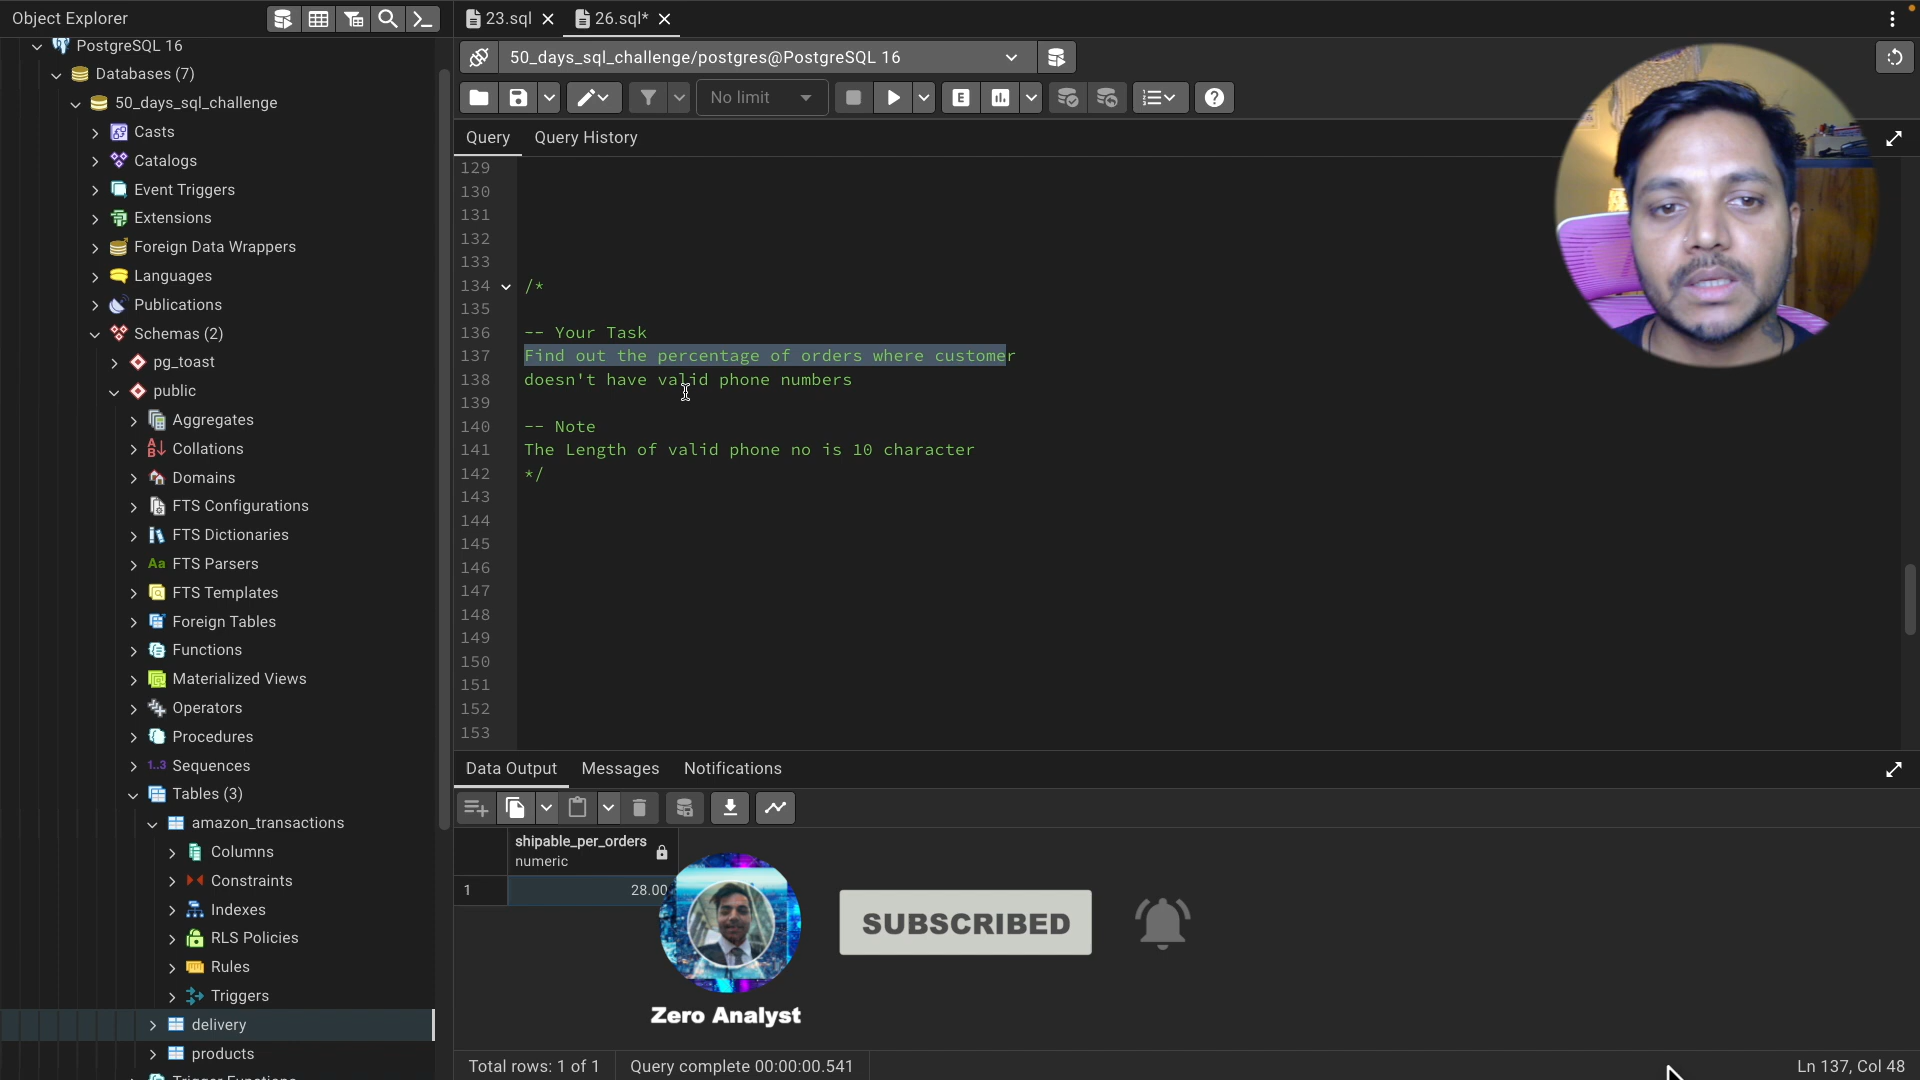 Object Explorer
23.sql
26.sql*
PostgreSQL 16
Databases (7)
50_days_sql_challenge
Casts
Catalogs
Event Triggers
Extensions
Foreign Data Wrappers
Languages
Publications
Schemas (2)
pg_toast
public
Aggregates
Collations
Domains
FTS Configurations
FTS Dictionaries
Aa FTS Parsers
FTS Templates
Foreign Tables
Functions
Materialized Views
Operators
Procedures
1..3 Sequences
Tables (3)
amazon_transactions
Columns
Constraints
Indexes
RLS Policies
Rules
Triggers
delivery
products
Trigger Functions
50_days_sql_challenge/postgres@PostgreSQL 16
No limit
E
Query Query History
129
130
131
132
133
134 /*
135
136 -- Your Task
137 Find out the percentage of orders where customer
138 doesn't have valid phone numbers
139
140 -- Note
141 The Length of valid phone no is 10 character
142 */
143
144
145
146
147
148
149
150
151
152
153
Data Output Messages Notifications
shipable_per_orders
numeric
1 28.00
SUBSCRIBED
Zero Analyst
Total rows: 1 of 1 Query complete 00:00:00.541 Ln 137, Col 48